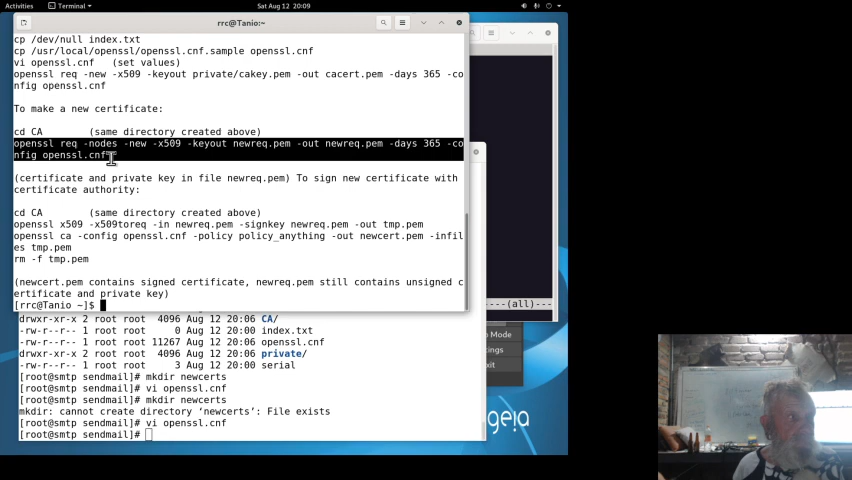 Activities
Terminal
Sat Aug 12 20:09
rrc@Tanio:~
cp /dev/null index.txt
cp /usr/local/openssl/openssl.cnf.sample openssl.cnf
vi openssl.cnf   (set values)
openssl req -new -x509 -keyout private/cakey.pem -out cacert.pem -days 365 -co
nfig openssl.cnf
To make a new certificate:
cd CA        (same directory created above)
openssl req -nodes -new -x509 -keyout newreq.pem -out newreq.pem -days 365 -co
nfig openssl.cnf
(certificate and private key in file newreq.pem) To sign new certificate with
certificate authority:
cd CA        (same directory created above)
openssl x509 -x509toreq -in newreq.pem -signkey newreq.pem -out tmp.pem
openssl ca -config openssl.cnf -policy policy_anything -out newcert.pem -infil
es tmp.pem
rm -f tmp.pem
(newcert.pem contains signed certificate, newreq.pem still contains unsigned c
ertificate and private key)
[rrc@Tanio ~]$
---(all)---
drwxr-xr-x 2 root root  4096 Aug 12 20:06 CA/
-rw-r--r-- 1 root root     0 Aug 12 20:00 index.txt
-rw-r--r-- 1 root root 11267 Aug 12 20:06 openssl.cnf
drwxr-xr-x 2 root root  4096 Aug 12 20:06 private/
-rw-r--r-- 1 root root     3 Aug 12 20:00 serial
[root@smtp sendmail]# mkdir newcerts
[root@smtp sendmail]# vi openssl.cnf
[root@smtp sendmail]# mkdir newcerts
mkdir: cannot create directory ‘newcerts’: File exists
[root@smtp sendmail]# vi openssl.cnf
[root@smtp sendmail]#
Mode
ngs
xit
geia